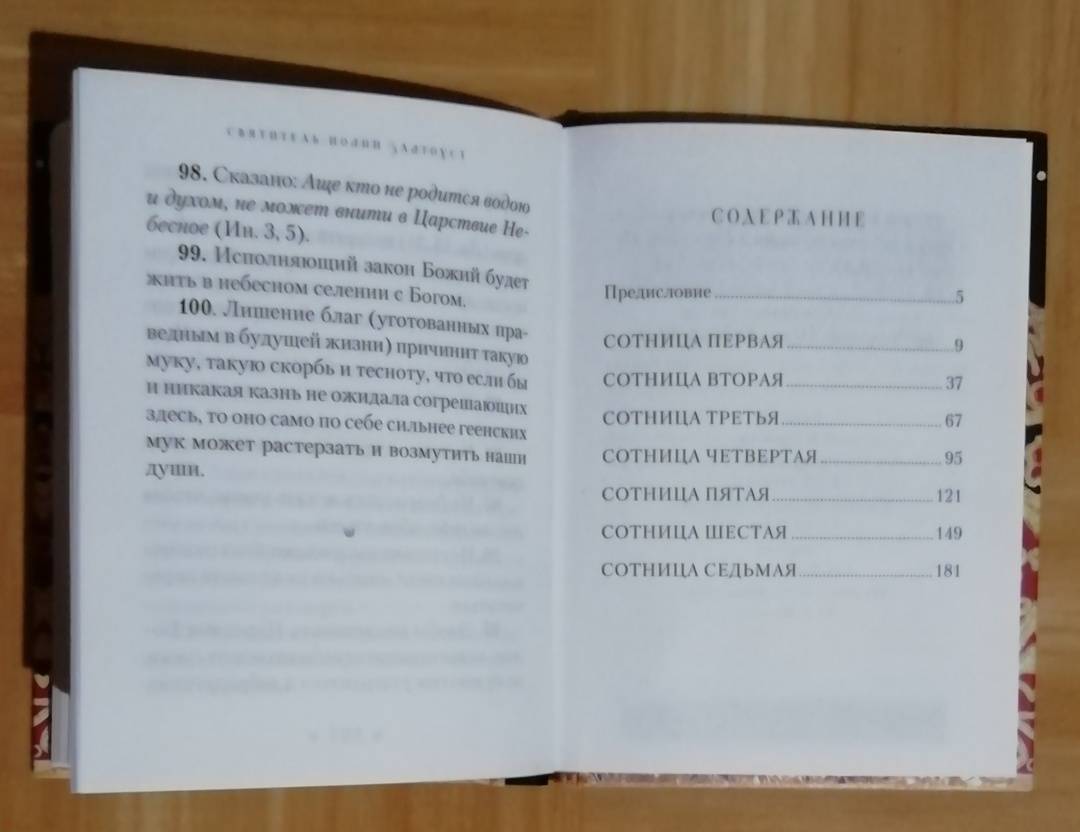 СВЯТИТЕЛЬ ИОАНН ЗЛАТОУСТ
98. Сказано: Аще кто не родится водою
и духом, не может внити в Царствие Не-
бесное (Ин. 3, 5).
99. Исполняющий закон Божий будет
жить в небесном селении с Богом.
100. Лишение благ (уготованных пра-
ведным в будущей жизни) причинит такую
муку, такую скорбь и тесноту, что если бы
и никакая казнь не ожидала согрешающих
здесь, то оно само по себе сильнее геенских
мук может растерзать и возмутить наши
души.
СОДЕРЖАНИЕ
Предисловие 5
СОТНИЦА ПЕРВАЯ 9
СОТНИЦА ВТОРАЯ 37
СОТНИЦА ТРЕТЬЯ 67
СОТНИЦА ЧЕТВЕРТАЯ 95
СОТНИЦА ПЯТАЯ 121
СОТНИЦА ШЕСТАЯ 149
СОТНИЦА СЕДЬМАЯ 181